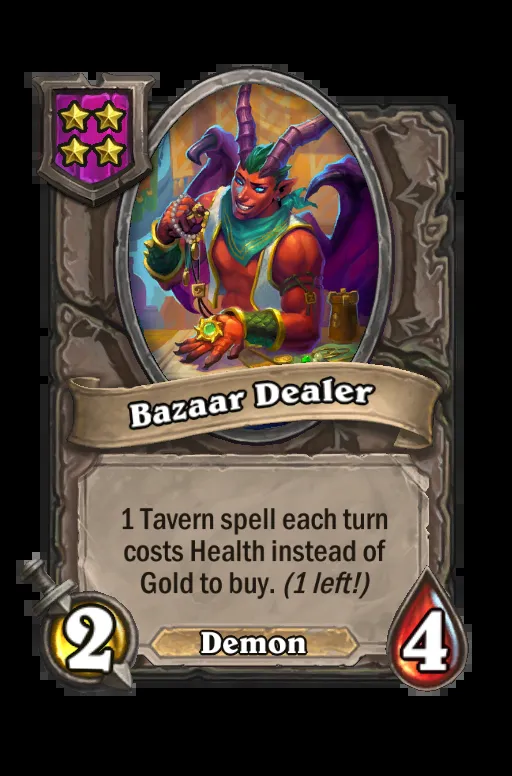 Bazaar Dealer
1 Tavern spell each turn
costs Health instead of
Gold to buy. (1 left!)
2
Demon
4